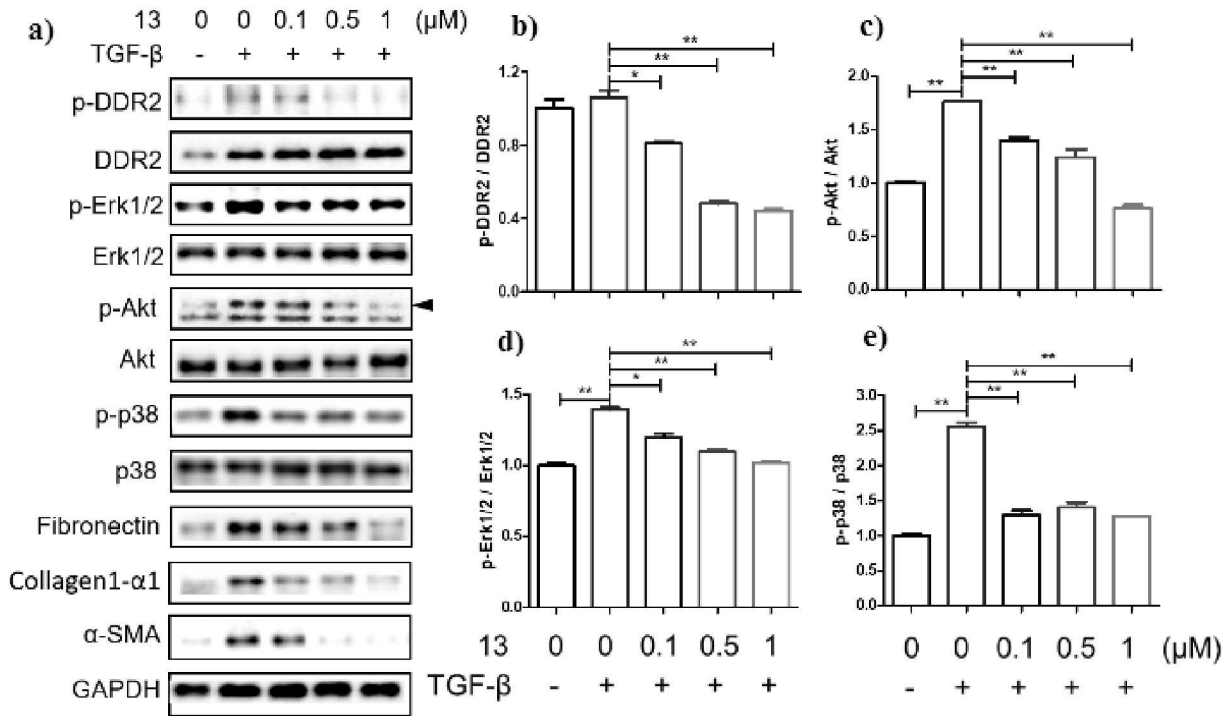 a)
13 0 0 0.1 0.5 1 (μM)
TGF-β - + + + +
p-DDR2
DDR2
p-Erk1/2
Erk1/2
p-Akt
Akt
p-p38
p38
Fibronectin
Collagen1-α1
α-SMA
GAPDH
b)
p-DDR2 / DDR2
1.2
0.8
0.4
0.0
**
**
*
c)
p-Akt / Akt
2.0
1.5
1.0
0.5
0.0
**
**
** **
d)
p-Erk1/2 / Erk1/2
1.5
1.0
0.5
0.0
**
**
** *
e)
p-p38 / p38
3.0
2.5
2.0
1.5
1.0
0.5
0.0
**
**
** **
13 0 0 0.1 0.5 1 0 0 0.1 0.5 1 (μM)
TGF-β - + + + + - + + + +